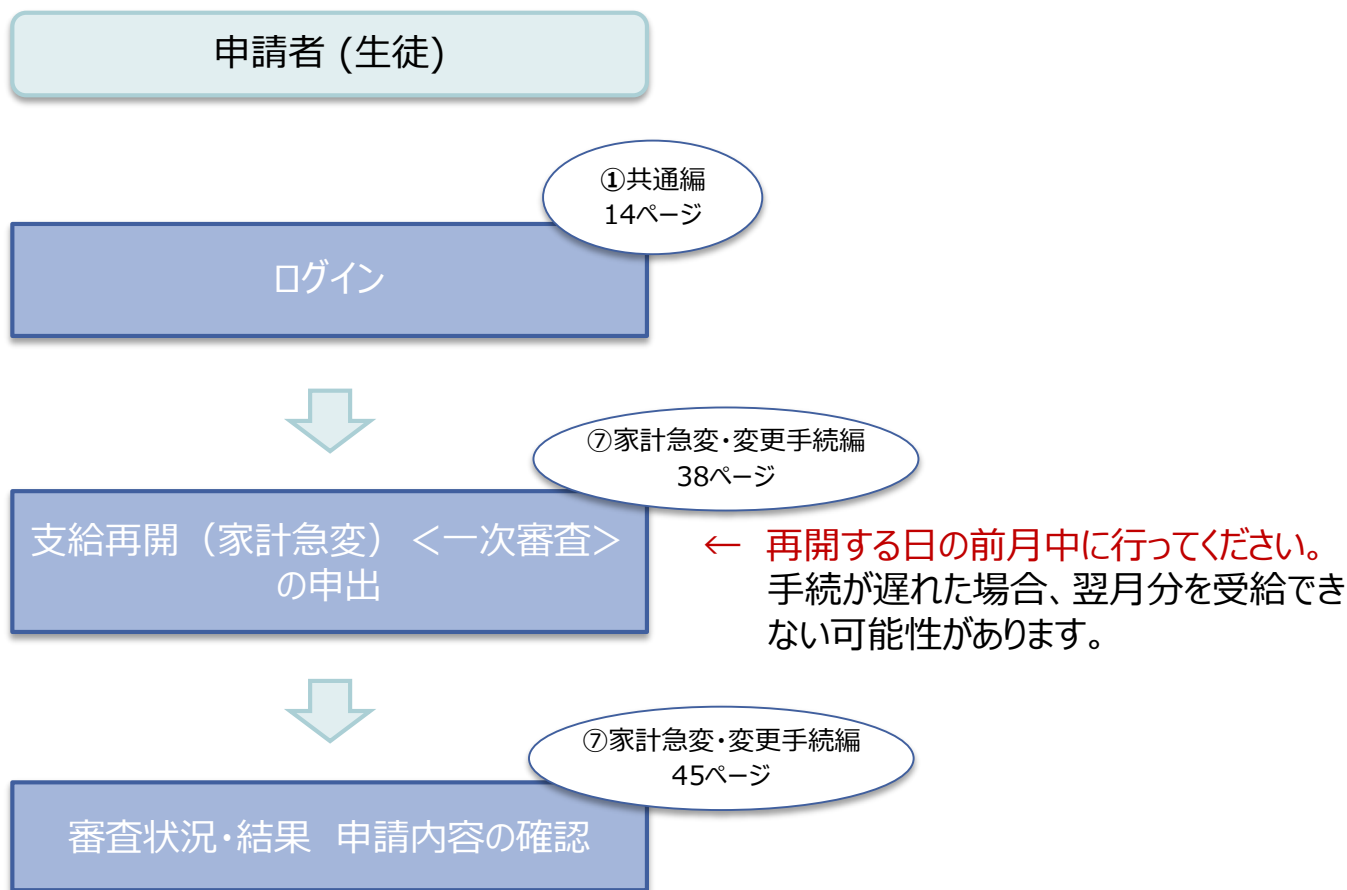 申請者 (生徒)
①共通編
14ページ
ログイン
⑦家計急変・変更手続編
38ページ
支給再開（家計急変）＜一次審査＞
の申出
← 再開する日の前月中に行ってください。
手続が遅れた場合、翌月分を受給でき
ない可能性があります。
⑦家計急変・変更手続編
45ページ
審査状況・結果 申請内容の確認